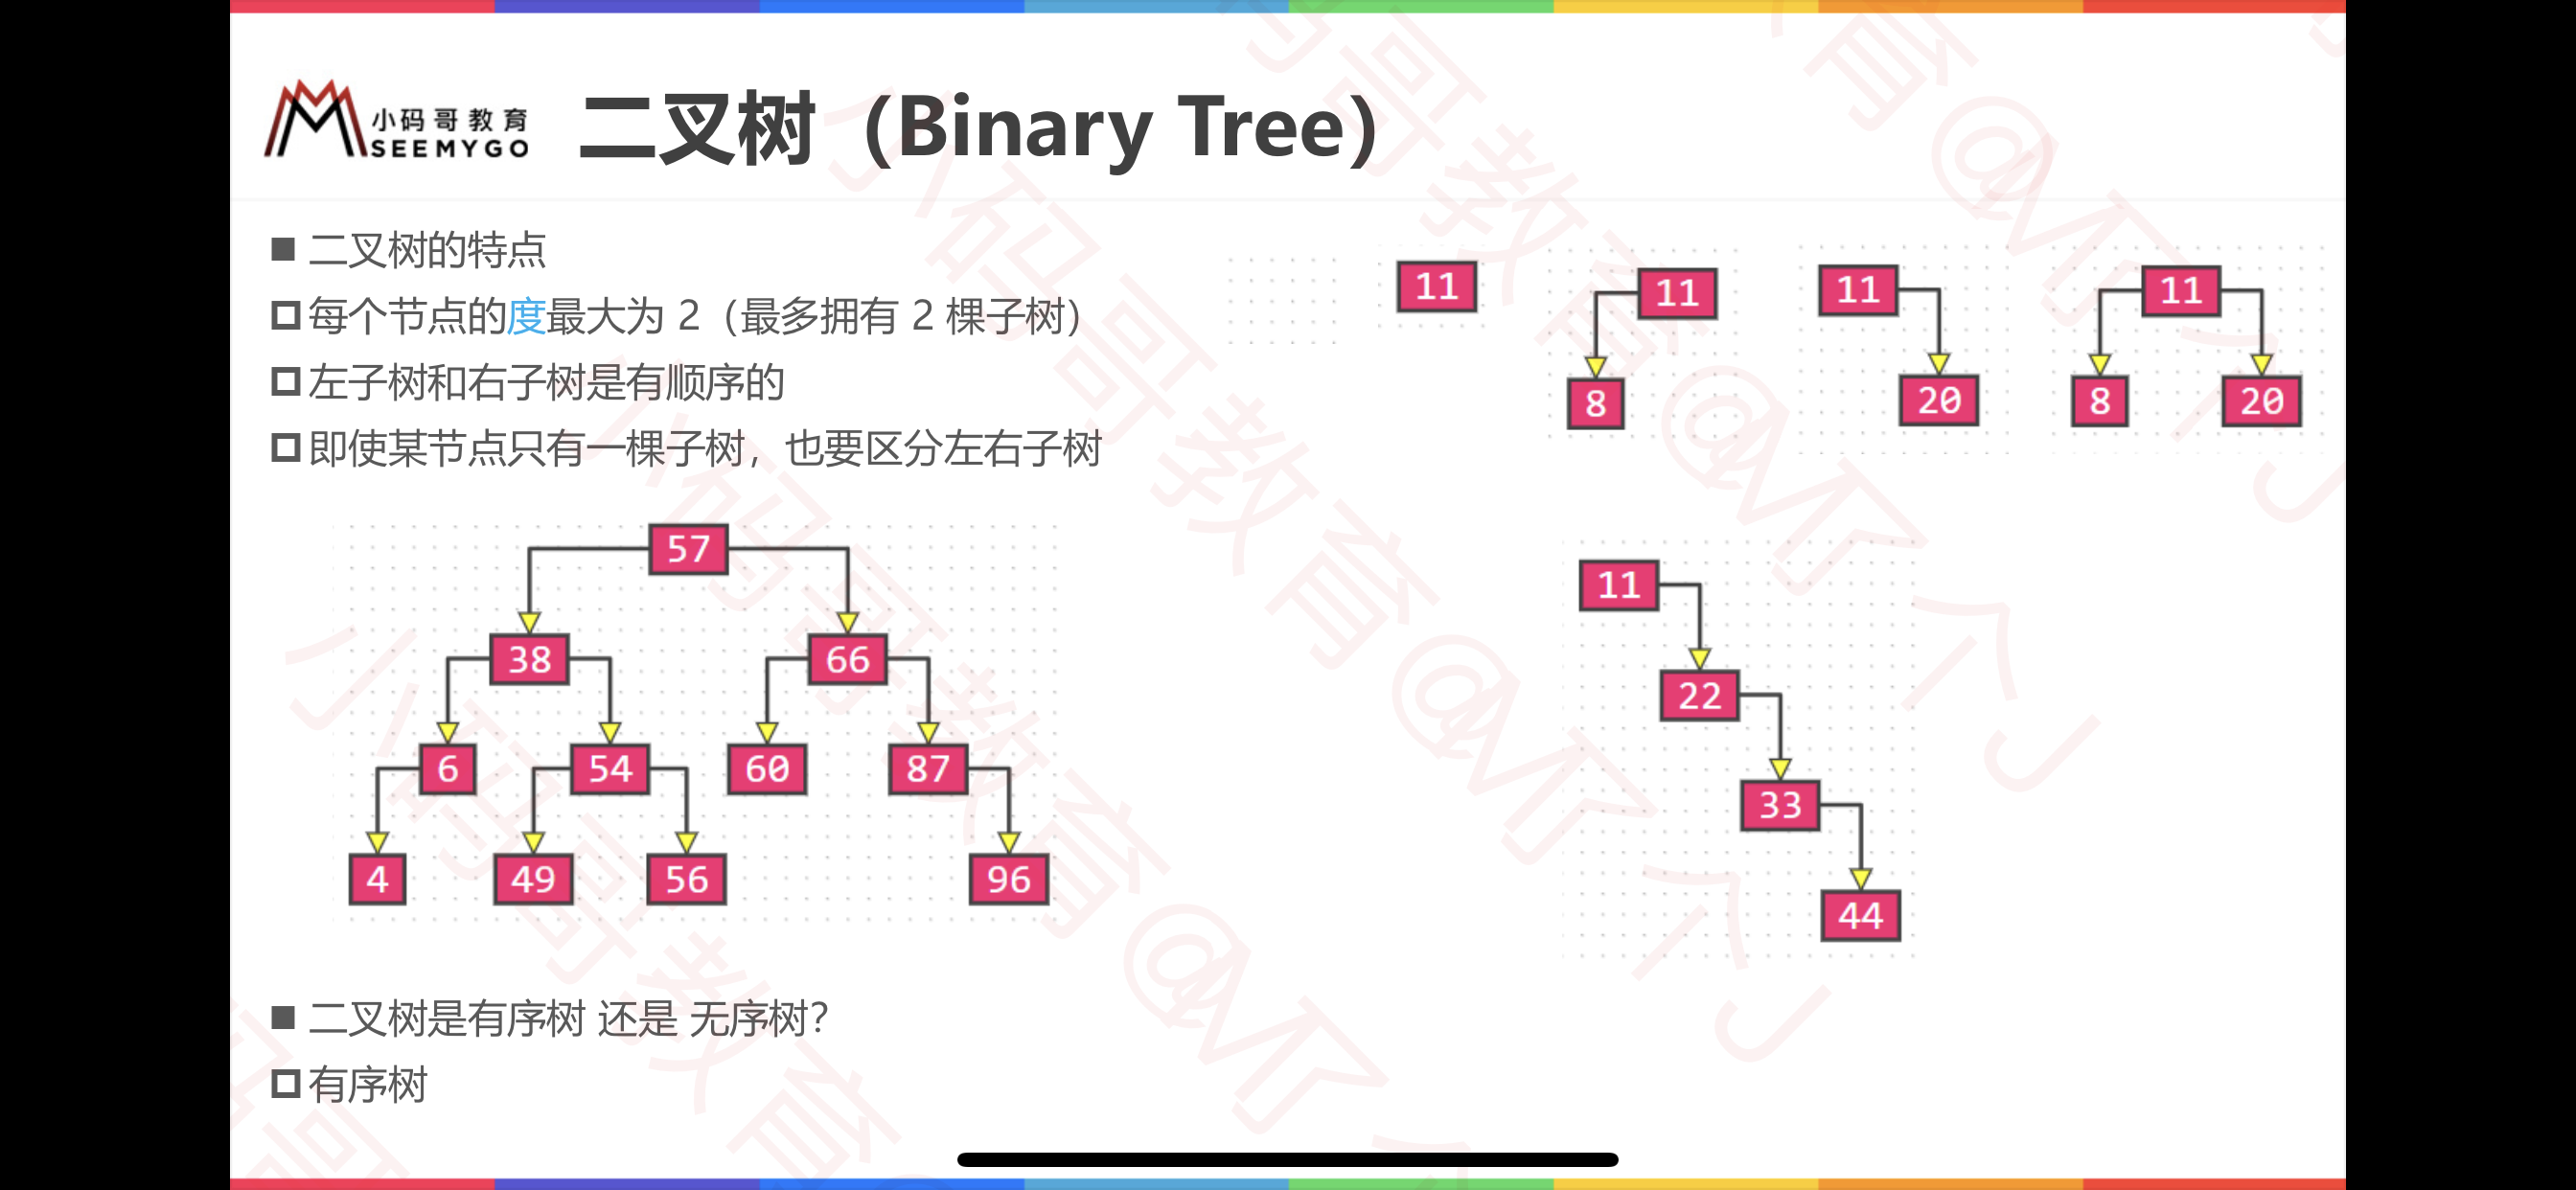 小码哥教育
SEEMYGO
二叉树（Binary Tree）
二叉树的特点
每个节点的度最大为 2（最多拥有 2 棵子树）
左子树和右子树是有顺序的
即使某节点只有一棵子树，也要区分左右子树
11
11
8
11
20
11
8 20
57
38 66
6 54 60 87
4 49 56 96
11
22
33
44
二叉树是有序树 还是 无序树？
有序树
小码哥教育@M了个J